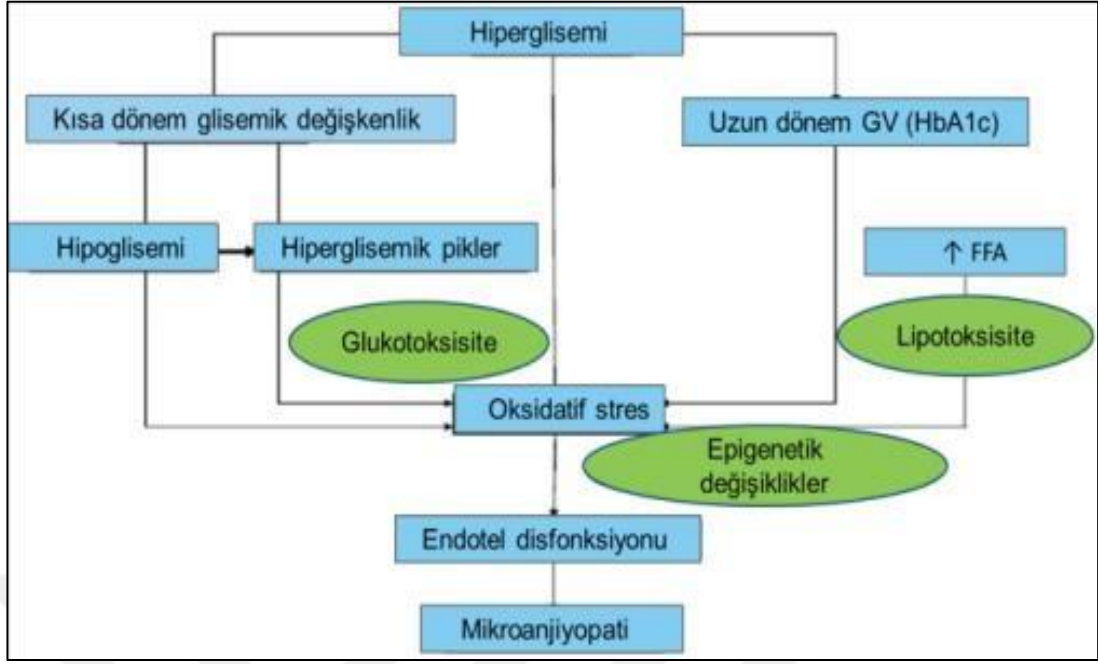 Hiperglisemi
Kısa dönem glisemik değişkenlik
Uzun dönem GV (HbA1c)
Hipoglisemi
Hiperglisemik pikler
↑ FFA
Glukotoksisite
Lipotoksisite
Oksidatif stres
Epigenetik
değişiklikler
Endotel disfonksiyonu
Mikroanjiyopati